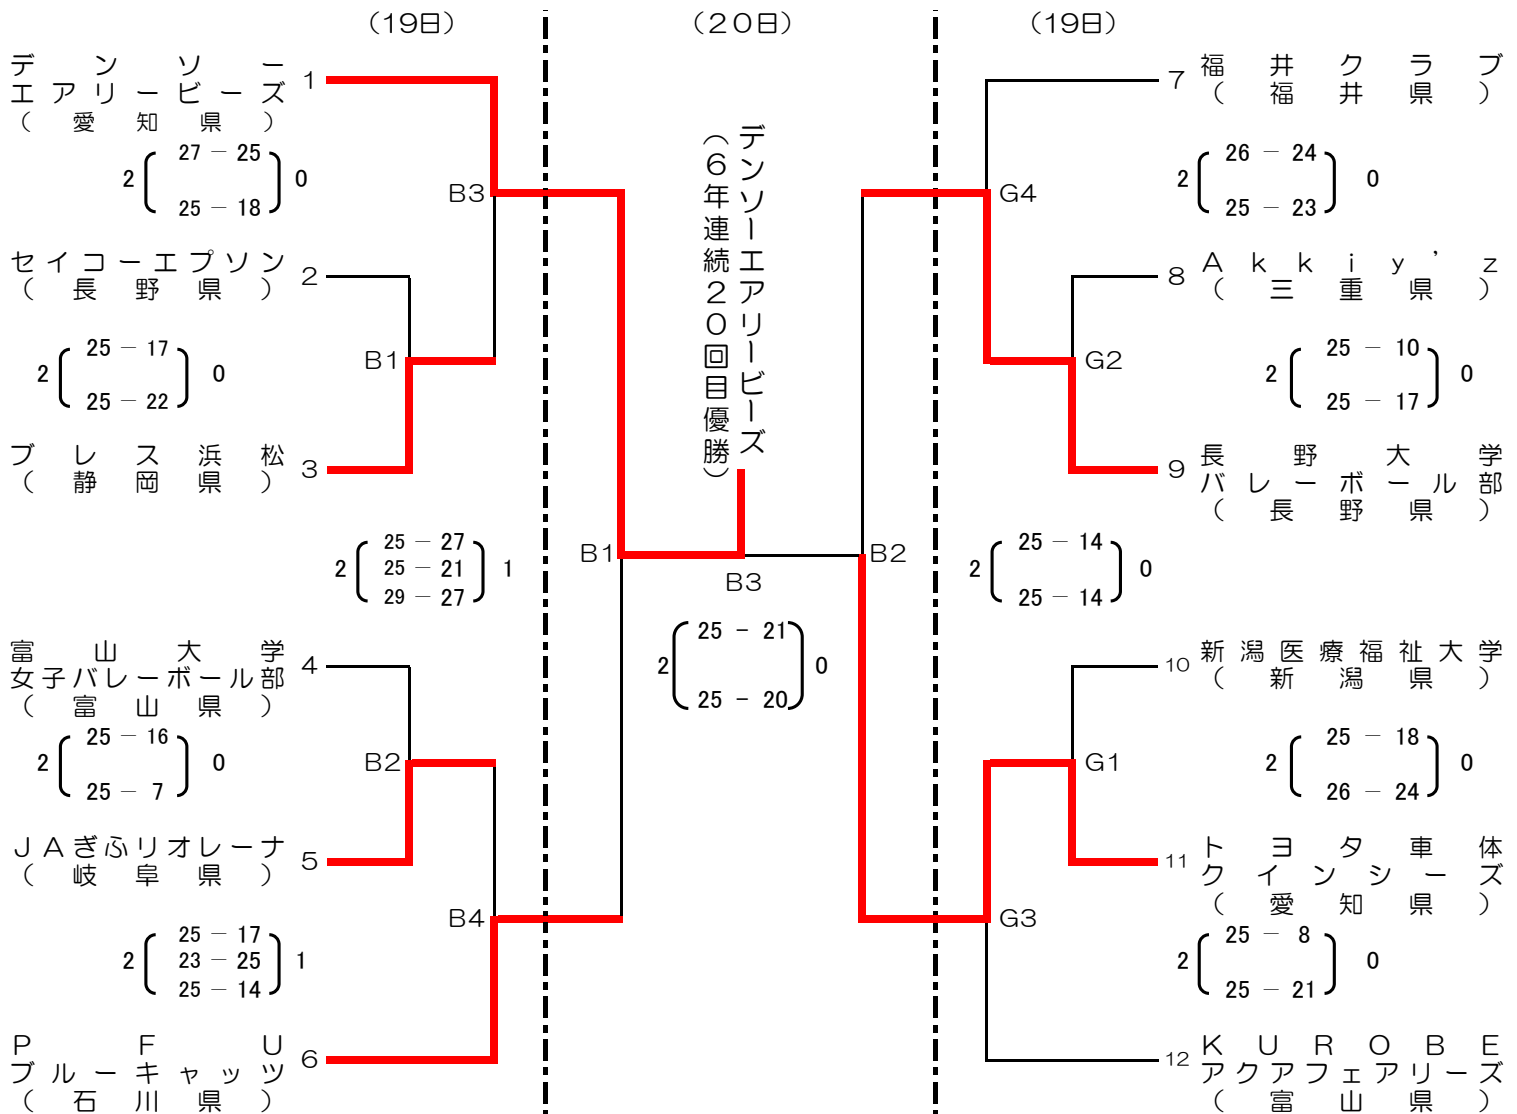 （19日）
（20日）
（19日）
デンソー
エアリービーズ
（愛知県）
1
27 － 25
2
0
25 － 18
B3
セイコーエプソン
（長野県）
2
25 － 17
2
0
25 － 22
B1
ブレス浜松
（静岡県）
3
25 － 27
2
25 － 21
1
29 － 27
B1
富山大学
女子バレーボール部
（富山県）
4
25 － 16
2
0
25 － 7
B2
JAぎふリオレーナ
（岐阜県）
5
B4
25 － 17
2
23 － 25
1
25 － 14
PFU
ブルーキャッツ
（石川県）
6
デンソーエアリービーズ
（6年連続20回目優勝）
B3
25 － 21
2
0
25 － 20
7
福井クラブ
（福井県）
26 － 24
2
0
25 － 23
G4
8
Akkiy’z
（三重県）
25 － 10
2
0
25 － 17
G2
9
長野大学
バレーボール部
（長野県）
B2
25 － 14
2
0
25 － 14
10
新潟医療福祉大学
（新潟県）
25 － 18
2
0
26 － 24
G1
11
トヨタ車体
クインシーズ
（愛知県）
G3
25 － 8
2
0
25 － 21
12
KUROBE
アクアフェアリーズ
（富山県）